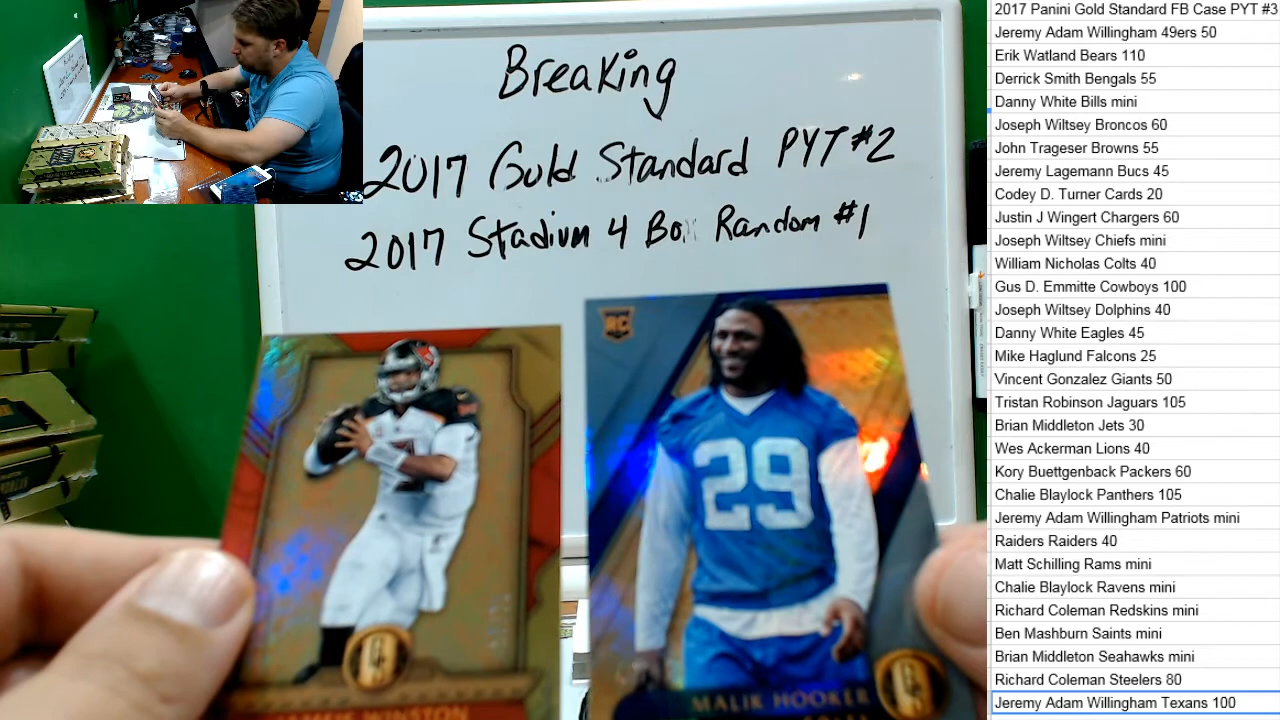 Breaking
2017 Gold Standard PYT #2
2017 Stadium 4 Box Random #1
RC
29
MALIK HOOKER
2017 Panini Gold Standard FB Case PYT #3
Jeremy Adam Willingham 49ers 50
Erik Watland Bears 110
Derrick Smith Bengals 55
Danny White Bills mini
Joseph Wiltsey Broncos 60
John Trageser Browns 55
Jeremy Lagemann Bucs 45
Codey D. Turner Cards 20
Justin J Wingert Chargers 60
Joseph Wiltsey Chiefs mini
William Nicholas Colts 40
Gus D. Emmitte Cowboys 100
Joseph Wiltsey Dolphins 40
Danny White Eagles 45
Mike Haglund Falcons 25
Vincent Gonzalez Giants 50
Tristan Robinson Jaguars 105
Brian Middleton Jets 30
Wes Ackerman Lions 40
Kory Buettgenback Packers 60
Chalie Blaylock Panthers 105
Jeremy Adam Willingham Patriots mini
Raiders Raiders 40
Matt Schilling Rams mini
Chalie Blaylock Ravens mini
Richard Coleman Redskins mini
Ben Mashburn Saints mini
Brian Middleton Seahawks mini
Richard Coleman Steelers 80
Jeremy Adam Willingham Texans 100